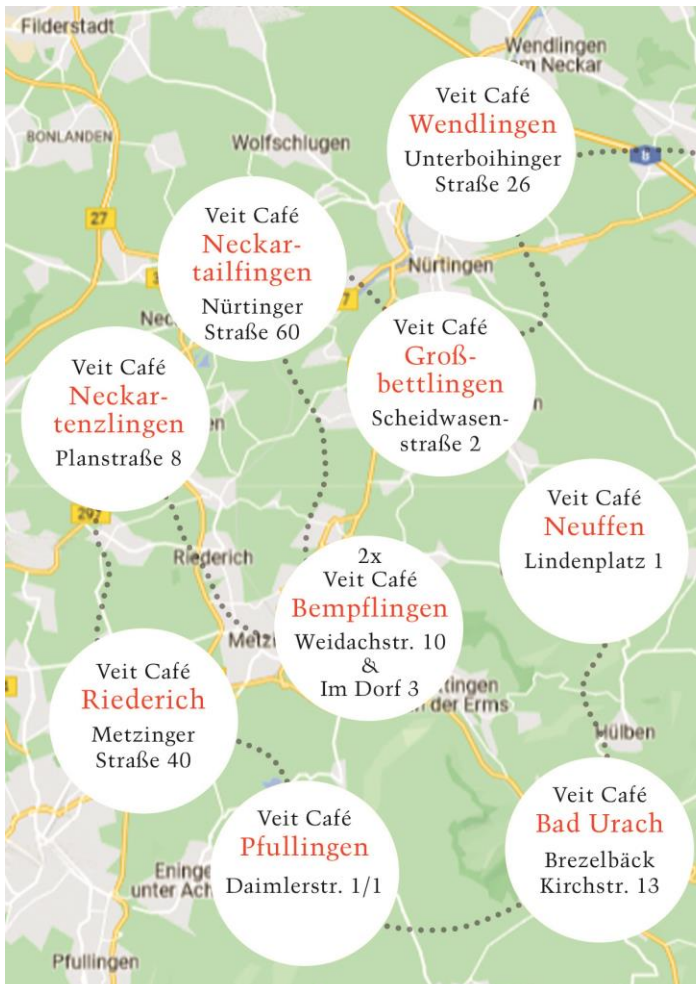 Filderstadt
Wendlingen
am Neckar
BONLANDEN
Wolfschlugen
Veit Café
Wendlingen
Unterboihinger
Straße 26
8
27
Veit Café
Neckar-
tailfingen
Nürtinger
Straße 60
Nürtingen
Veit Café
Groß-
bettlingen
Scheidwasen-
straße 2
Veit Café
Neckar-
tenzlingen
Planstraße 8
297
Riederich
Veit Café
Neuffen
Lindenplatz 1
2x
Veit Café
Bempflingen
Weidachstr. 10
&
Im Dorf 3
Veit Café
Riederich
Metzinger
Straße 40
Hülben
Veit Café
Pfullingen
Daimlerstr. 1/1
Veit Café
Bad Urach
Brezelbäck
Kirchstr. 13
Pfullingen